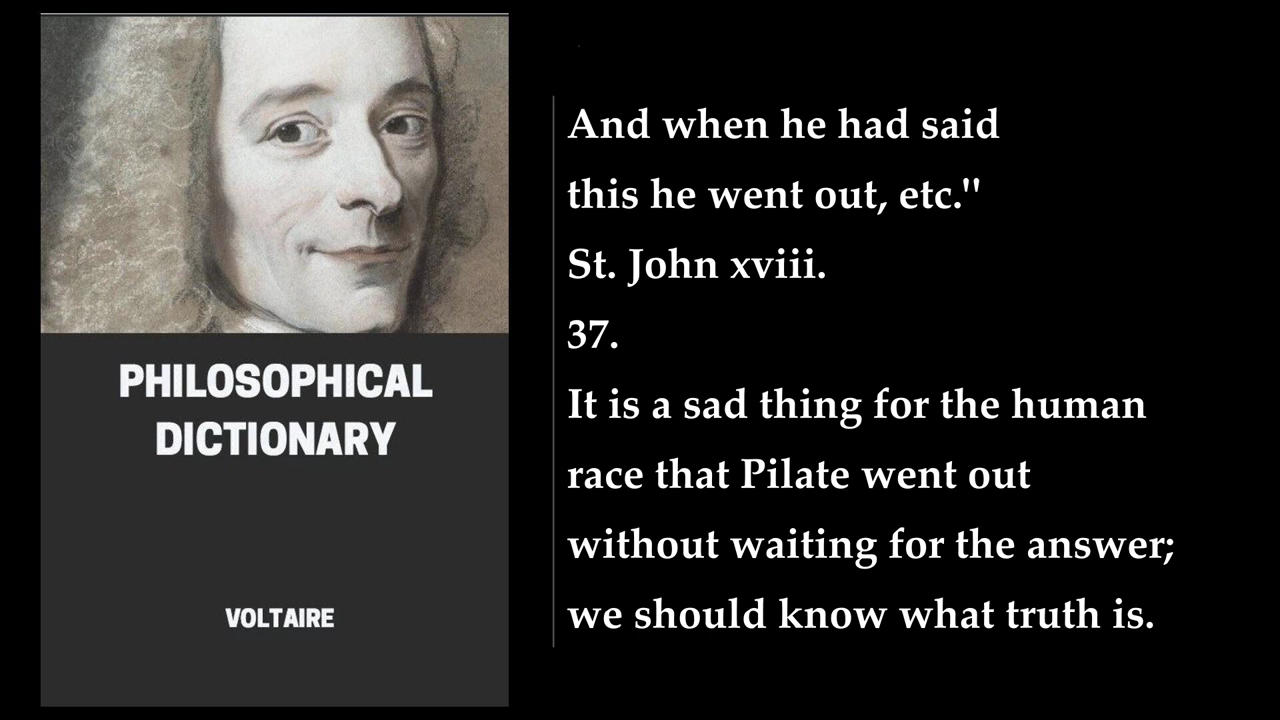 PHILOSOPHICAL
DICTIONARY
VOLTAIRE
And when he had said
this he went out, etc."
St. John xviii.
37.
It is a sad thing for the human
race that Pilate went out
without waiting for the answer;
we should know what truth is.